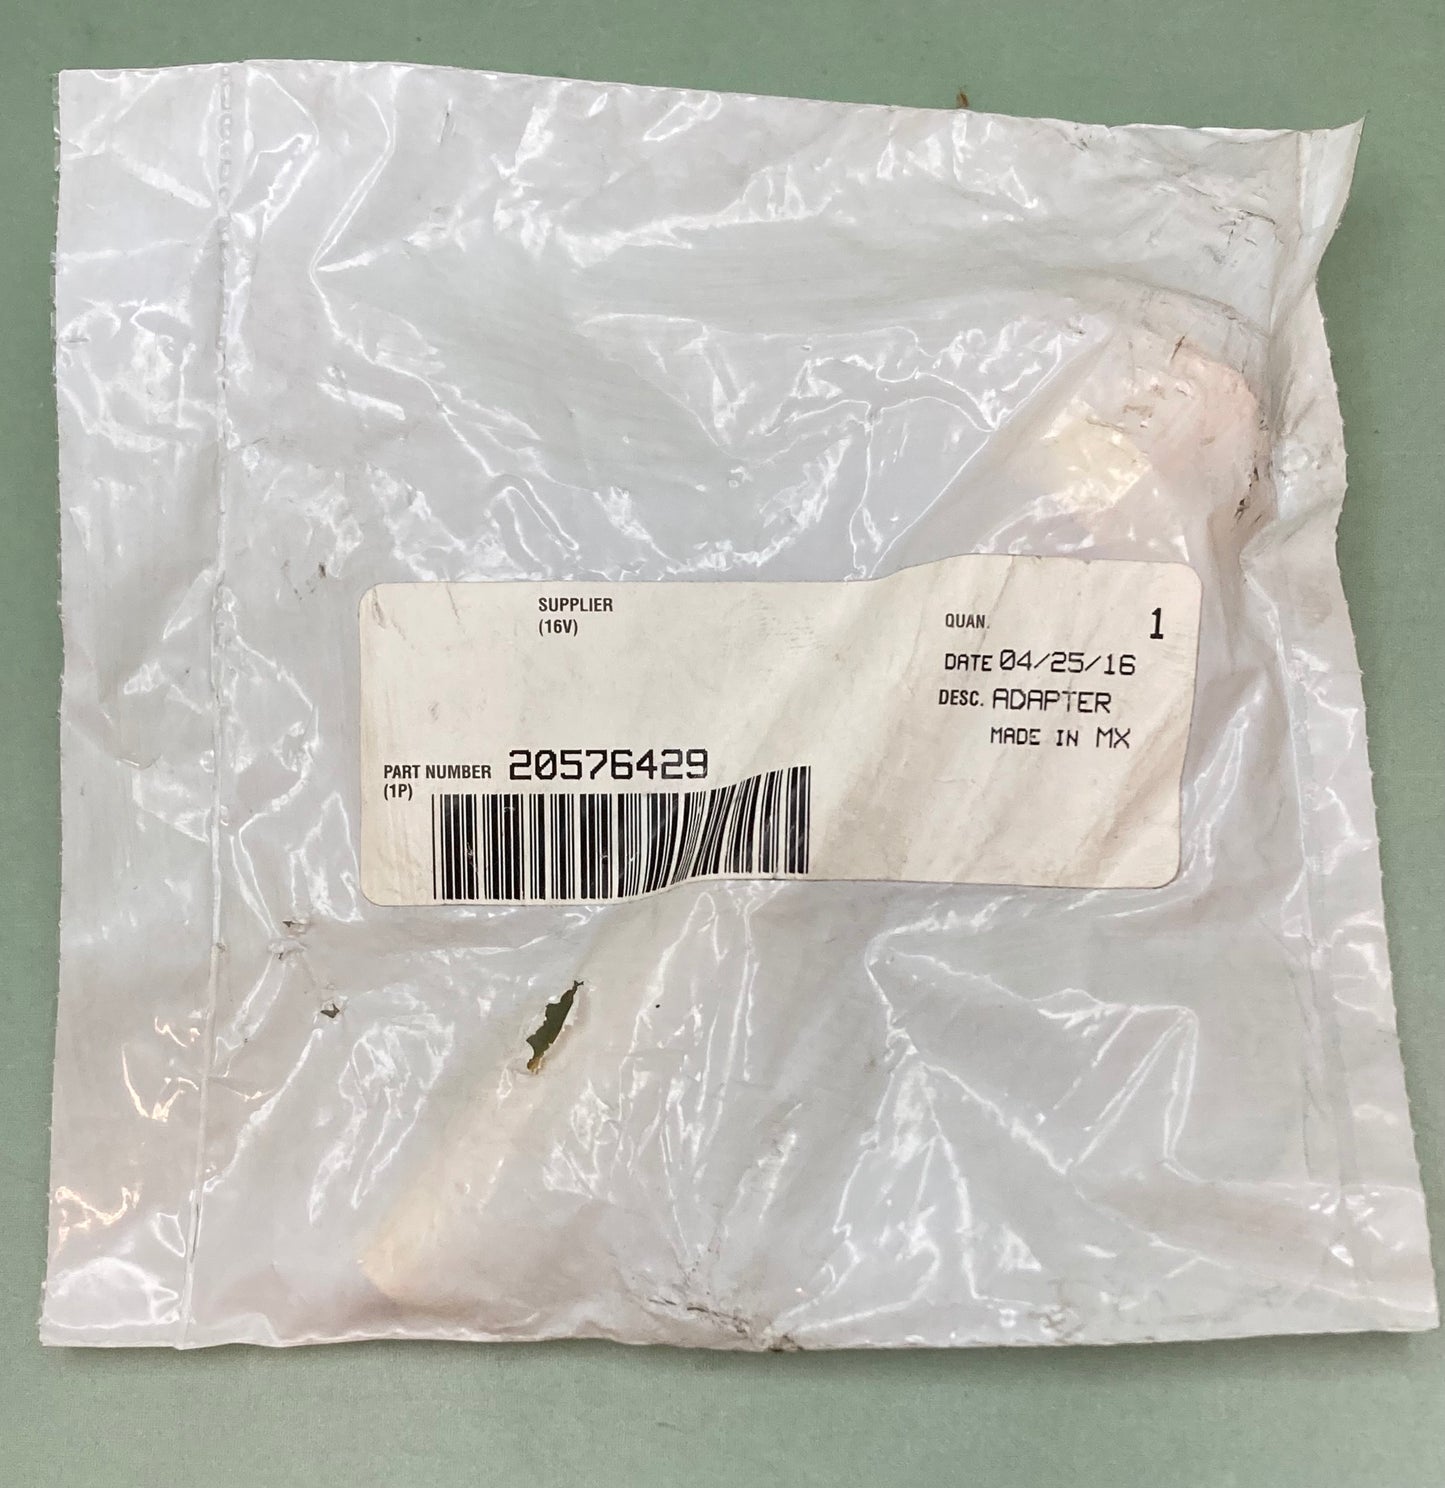 SUPPLIER
(16V)
QUAN. 1
DATE 04/25/16
DESC. ADAPTER
MADE IN MX
PART NUMBER 20576429
(1P)